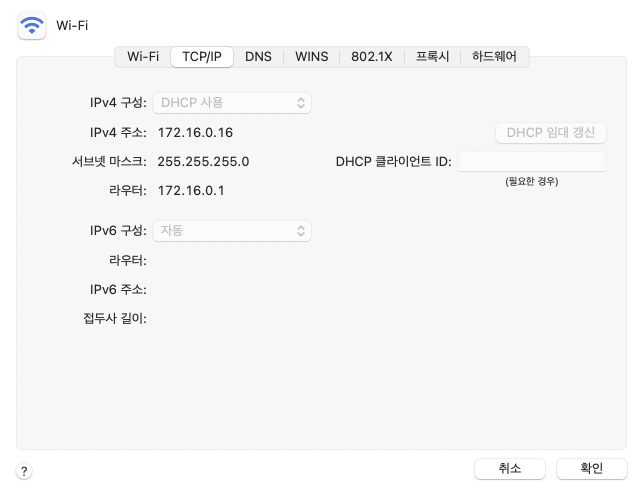 Wi-Fi
Wi-Fi TCP/IP DNS WINS 802.1X 프록시 하드웨어
IPv4 구성: DHCP 사용
IPv4 주소: 172.16.0.16 DHCP 임대 갱신
서브넷 마스크: 255.255.255.0 DHCP 클라이언트 ID:
(필요한 경우)
라우터: 172.16.0.1
IPv6 구성: 자동
라우터:
IPv6 주소:
접두사 길이:
? 취소 확인